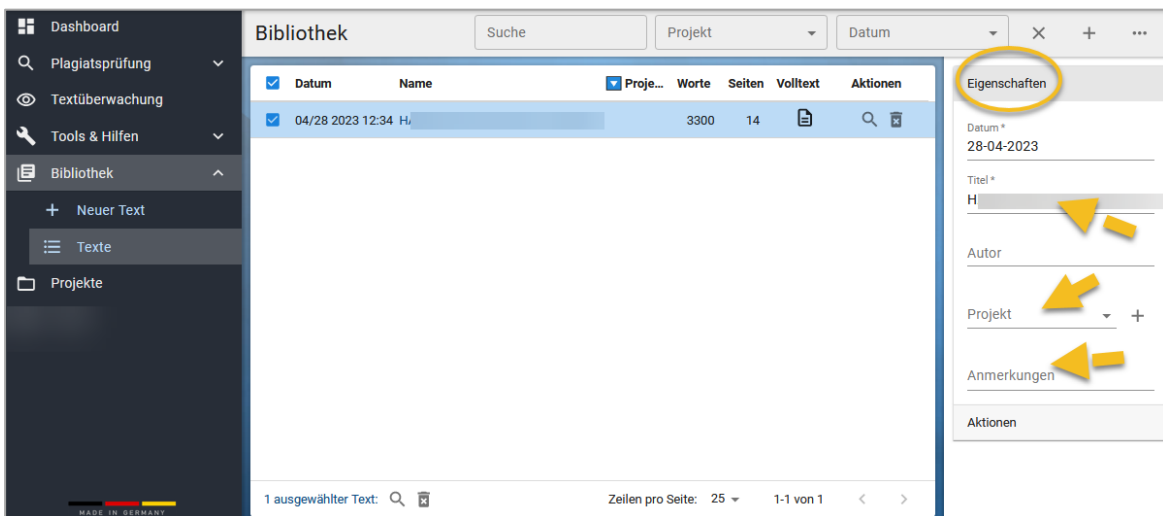 Dashboard
Plagiatsprüfung
Textüberwachung
Tools & Hilfen
Bibliothek
Neuer Text
Texte
Projekte
MADE IN GERMANY
Bibliothek Suche Projekt Datum
Datum Name Proje... Worte Seiten Volltext Aktionen
04/28 2023 12:34 H 3300 14
1 ausgewählter Text: Zeilen pro Seite: 25 1-1 von 1
Eigenschaften
Datum *
28-04-2023
Titel *
H
Autor
Projekt
Anmerkungen
Aktionen